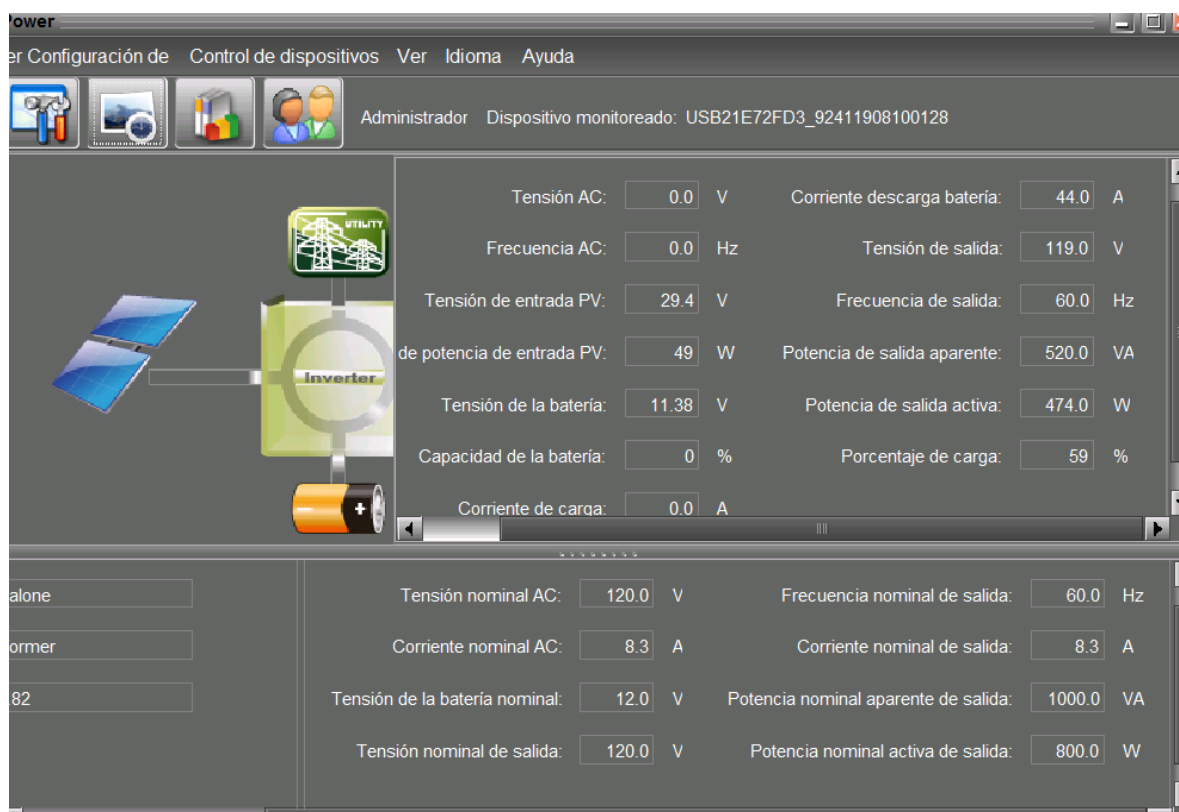 Power
er Configuración de Control de dispositivos Ver Idioma Ayuda
Administrador Dispositivo monitoreado: USB21E72FD3_92411908100128
UTILITY
Inverter
Tensión AC: 0.0 V Corriente descarga batería: 44.0 A
Frecuencia AC: 0.0 Hz Tensión de salida: 119.0 V
Tensión de entrada PV: 29.4 V Frecuencia de salida: 60.0 Hz
de potencia de entrada PV: 49 W Potencia de salida aparente: 520.0 VA
Tensión de la batería: 11.38 V Potencia de salida activa: 474.0 W
Capacidad de la batería: 0 % Porcentaje de carga: 59 %
Corriente de carga: 0.0 A
alone Tensión nominal AC: 120.0 V Frecuencia nominal de salida: 60.0 Hz
ormer Corriente nominal AC: 8.3 A Corriente nominal de salida: 8.3 A
.82 Tensión de la batería nominal: 12.0 V Potencia nominal aparente de salida: 1000.0 VA
Tensión nominal de salida: 120.0 V Potencia nominal activa de salida: 800.0 W